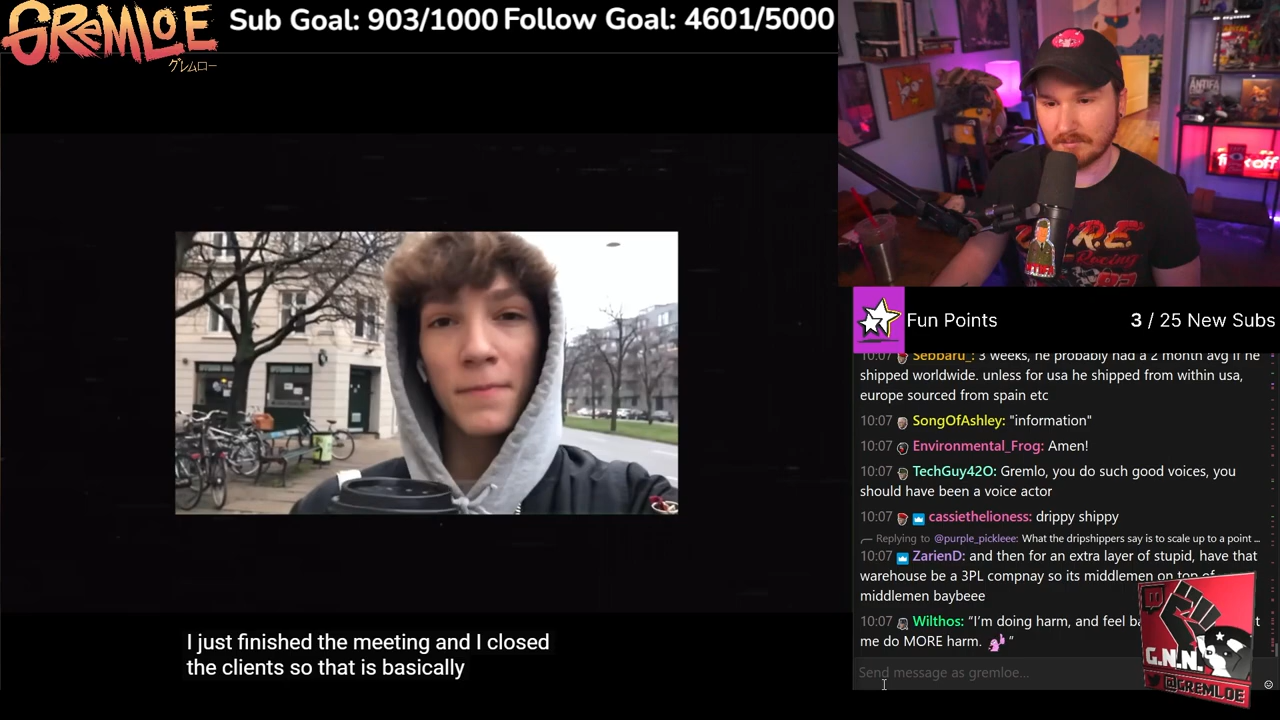 GREMLOE
グレムロー
Sub Goal: 903/1000 Follow Goal: 4601/5000
ANTIFA
f off
R.E.
Racing
Fun Points
3 / 25 New Subs
10:07 Sebbaru_: 3 weeks, he probably had a 2 month avg if he
shipped worldwide. unless for usa he shipped from within usa,
europe sourced from spain etc
10:07 SongOfAshley: "information"
10:07 Environmental_Frog: Amen!
10:07 TechGuy42O: Gremlo, you do such good voices, you
should have been a voice actor
10:07 cassiethelioness: drippy shippy
Replying to @purple_pickleee: What the dripshippers say is to scale up to a point ...
10:07 ZarienD: and then for an extra layer of stupid, have that
warehouse be a 3PL compnay so its middlemen on top of
middlemen baybeee
10:07 Wilthos: “I’m doing harm, and feel ba
me do MORE harm. ”
G.N.N.
@GREMLOE
Send message as gremloe...
I just finished the meeting and I closed
the clients so that is basically